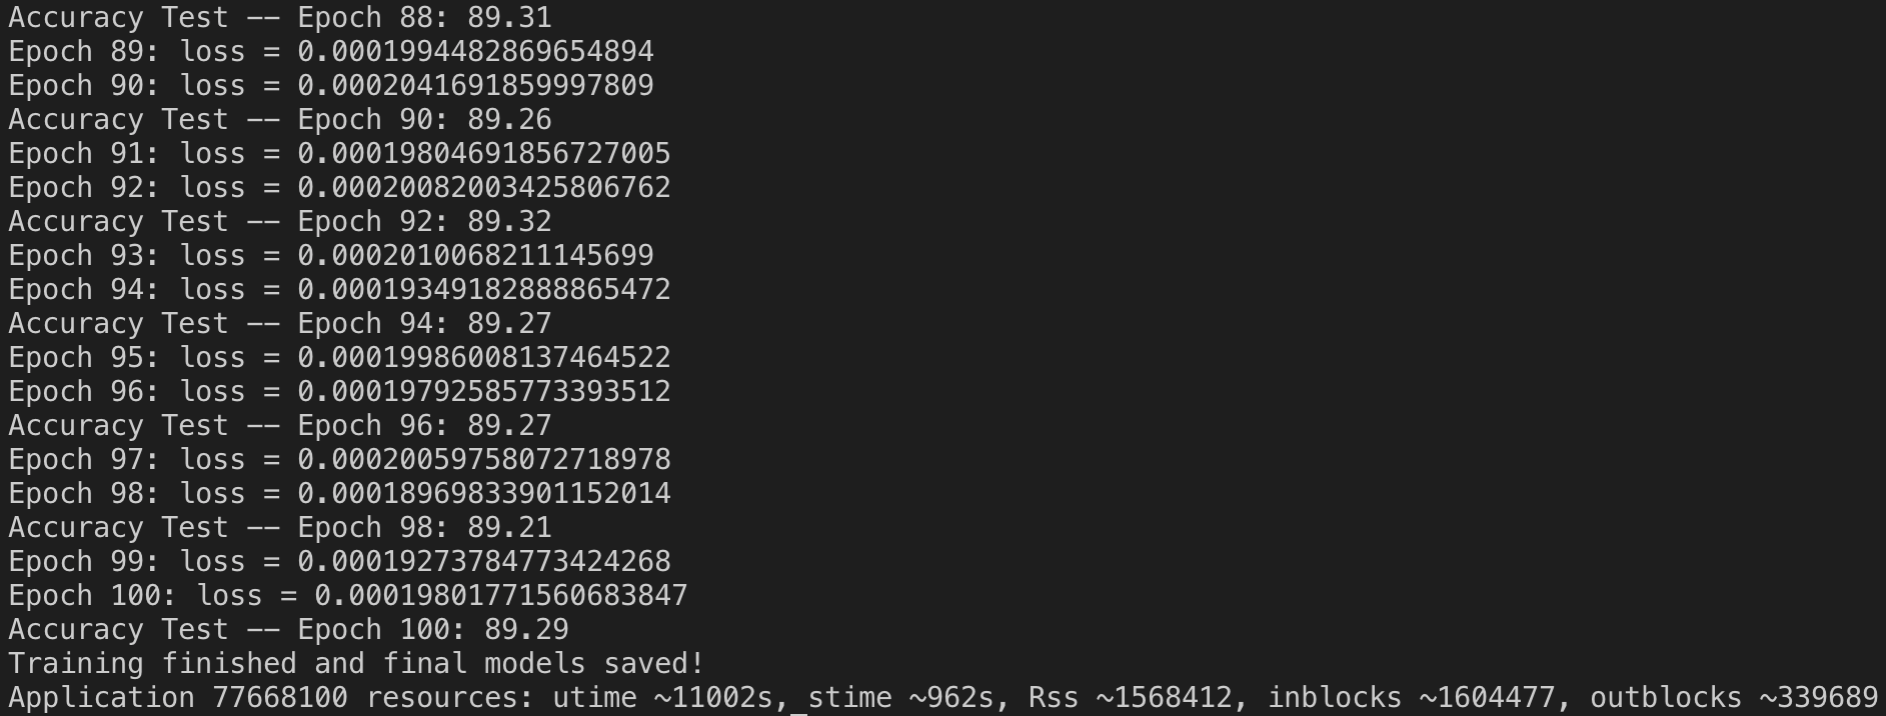 Accuracy Test -- Epoch 88: 89.31
Epoch 89: loss = 0.0001994482869654894
Epoch 90: loss = 0.0002041691859997809
Accuracy Test -- Epoch 90: 89.26
Epoch 91: loss = 0.00019804691856727005
Epoch 92: loss = 0.00020082003425806762
Accuracy Test -- Epoch 92: 89.32
Epoch 93: loss = 0.0002010068211145699
Epoch 94: loss = 0.00019349182888865472
Accuracy Test -- Epoch 94: 89.27
Epoch 95: loss = 0.00019986008137464522
Epoch 96: loss = 0.00019792585773393512
Accuracy Test -- Epoch 96: 89.27
Epoch 97: loss = 0.00020059758072718978
Epoch 98: loss = 0.00018969833901152014
Accuracy Test -- Epoch 98: 89.21
Epoch 99: loss = 0.00019273784773424268
Epoch 100: loss = 0.00019801771560683847
Accuracy Test -- Epoch 100: 89.29
Training finished and final models saved!
Application 77668100 resources: utime ~11002s,_stime ~962s, Rss ~1568412, inblocks ~1604477, outblocks ~339689